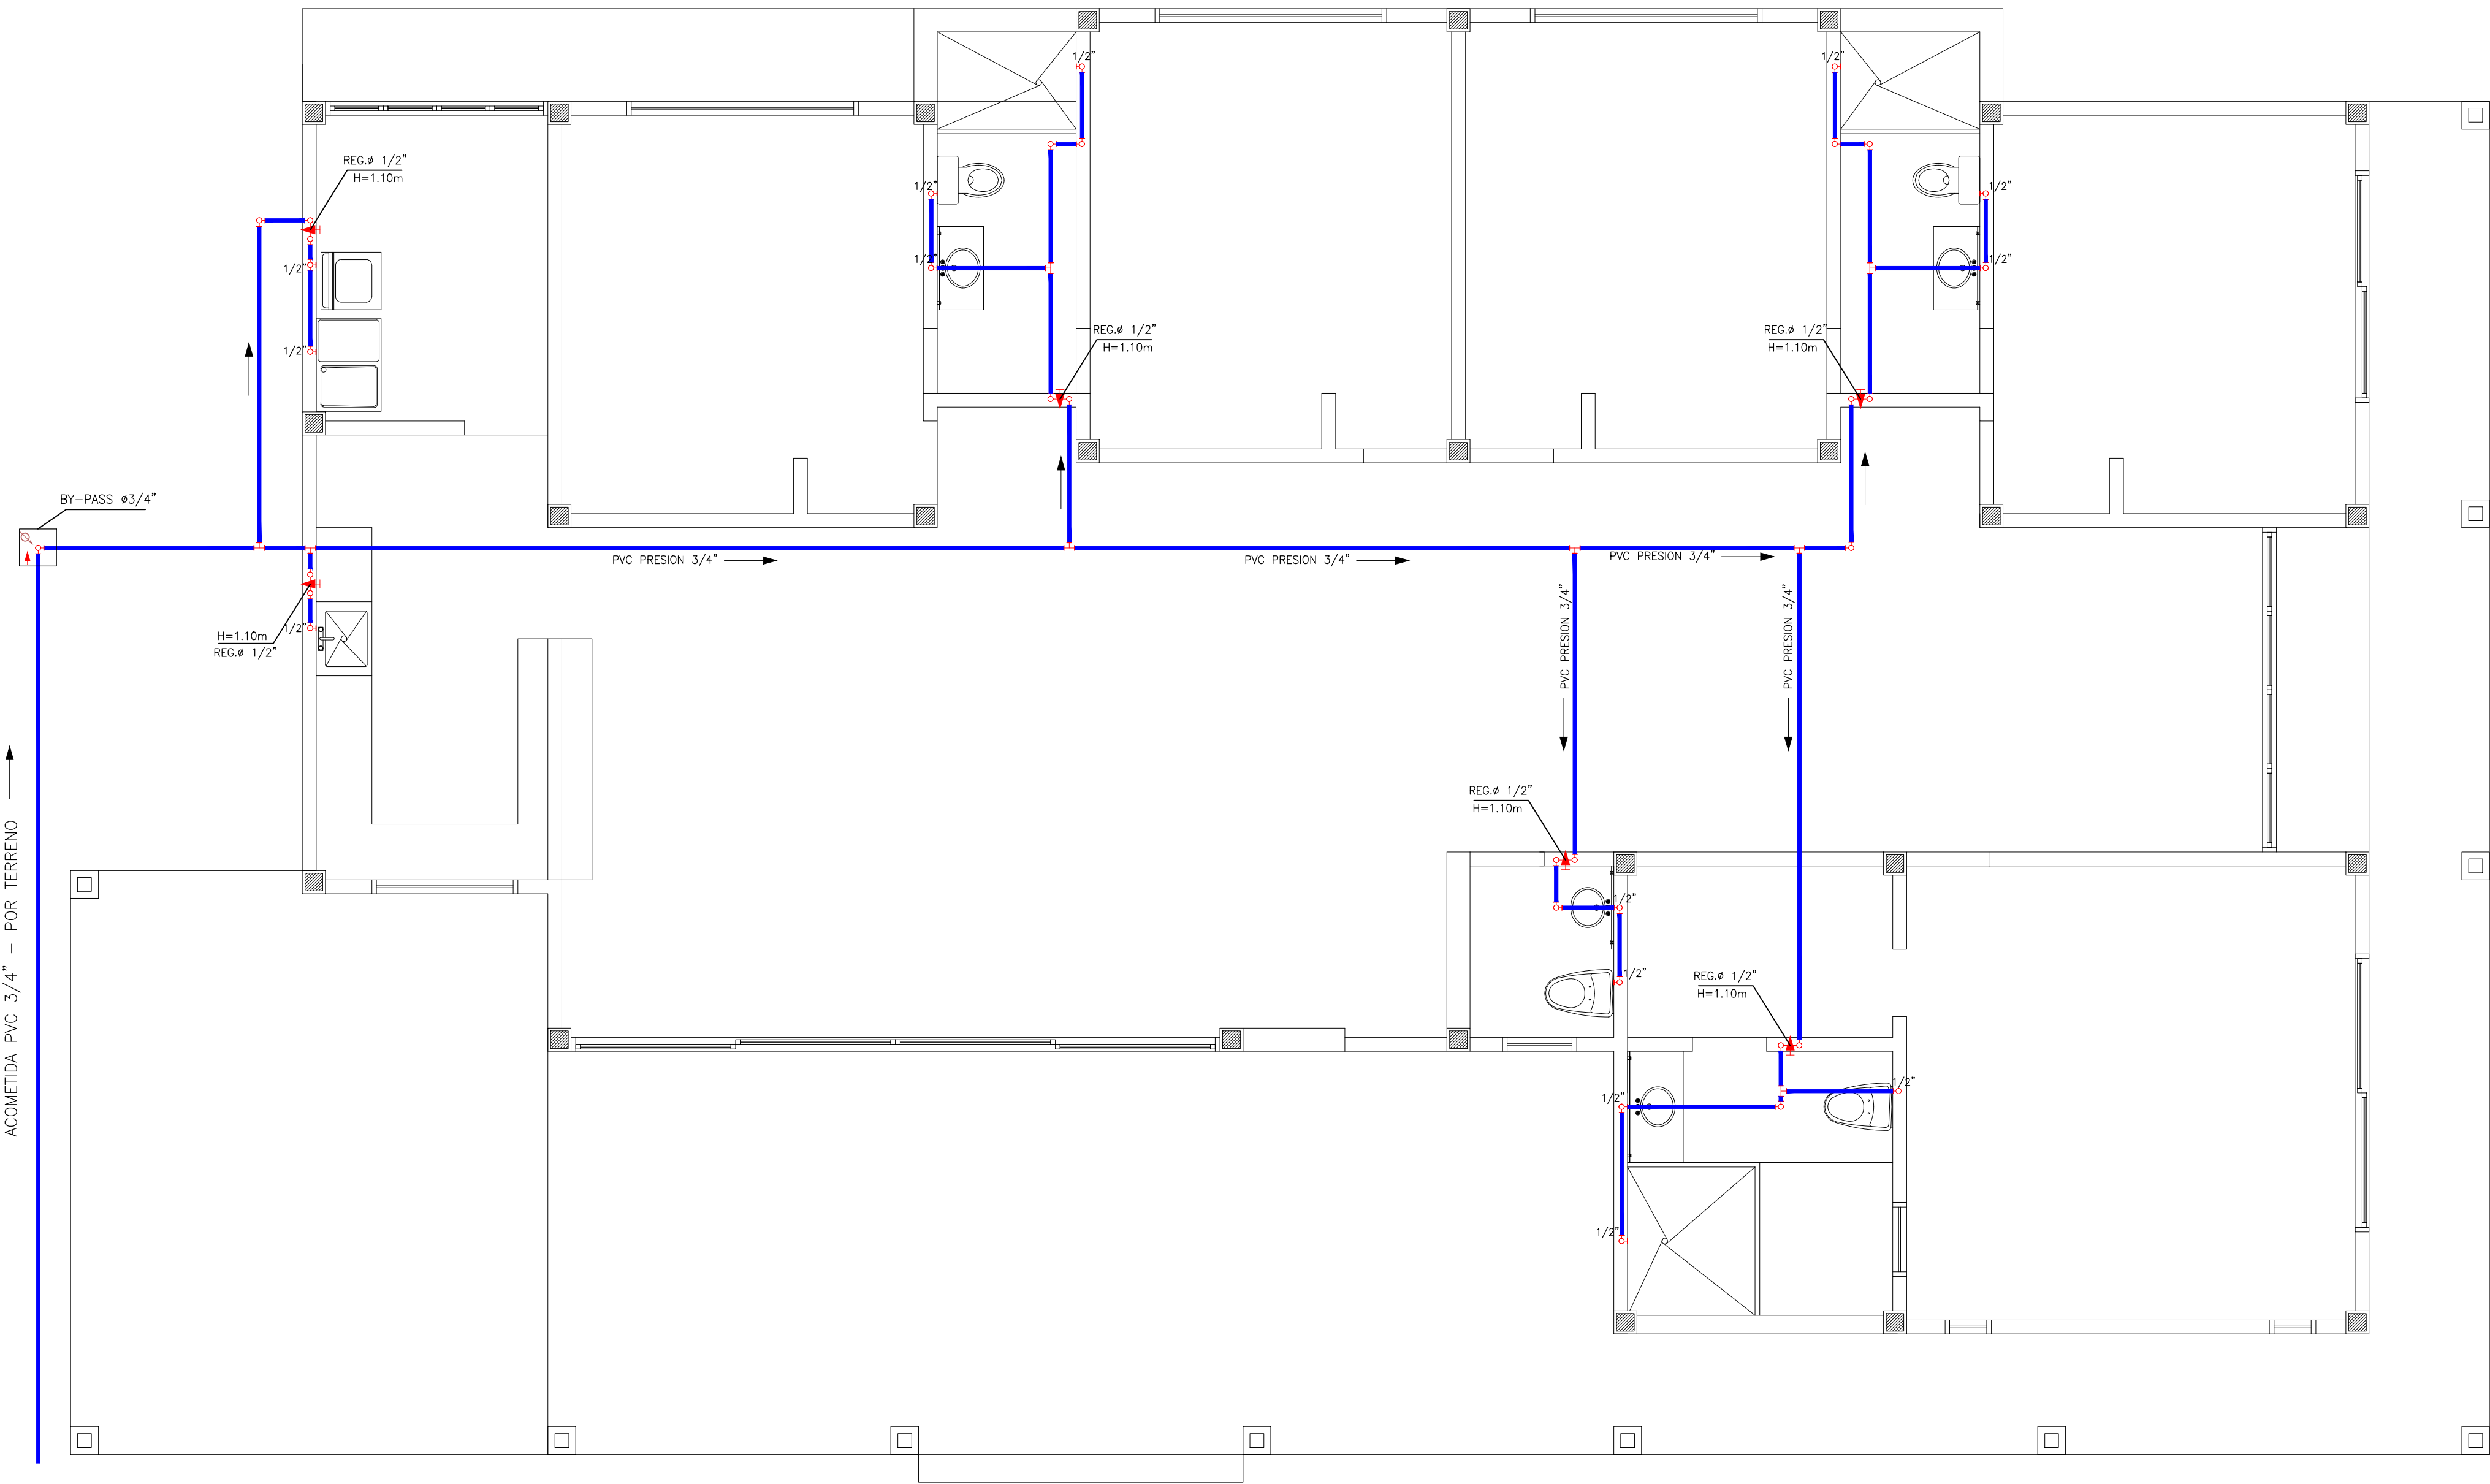 1/2"
1/2"
REG.ø 1/2"
H=1.10m
1/2"
1/2"
1/2"
1/2"
1/2"
1/2"
REG.ø 1/2"
H=1.10m
REG.ø 1/2"
H=1.10m
1/2"
BY-PASS ø3/4"
PVC PRESION 3/4"
PVC PRESION 3/4"
PVC PRESION 3/4"
PVC PRESION 3/4"
PVC PRESION 3/4"
H=1.10m
REG.ø 1/2"
1/2"
REG.ø 1/2"
H=1.10m
ACOMETIDA PVC 3/4" - POR TERRENO
1/2"
1/2"
REG.ø 1/2"
H=1.10m
1/2"
1/2"
1/2"